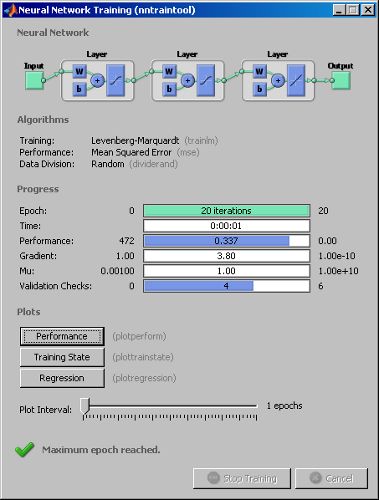 Neural Network Training (nntraintool)
Neural Network
Layer Layer Layer
Input Output
W W W
b b b
+ + +
Algorithms
Training: Levenberg-Marquardt (trainlm)
Performance: Mean Squared Error (mse)
Data Division: Random (dividerand)
Progress
Epoch: 0 20 iterations 20
Time: 0:00:01
Performance: 472 0.337 0.00
Gradient: 1.00 3.80 1.00e-10
Mu: 0.00100 1.00 1.00e+10
Validation Checks: 0 4 6
Plots
Performance (plotperform)
Training State (plottrainstate)
Regression (plotregression)
Plot Interval: 1 epochs
Maximum epoch reached.
Stop Training Cancel